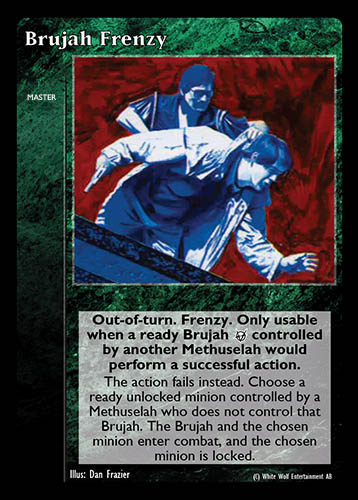 Brujah Frenzy
MASTER
Out-of-turn. Frenzy. Only usable
when a ready Brujah controlled
by another Methuselah would
perform a successful action.
The action fails instead. Choose a
ready unlocked minion controlled by a
Methuselah who does not control that
Brujah. The Brujah and the chosen
minion enter combat, and the chosen
minion is locked.
Illus: Dan Frazier
(C) White Wolf Entertainment AB